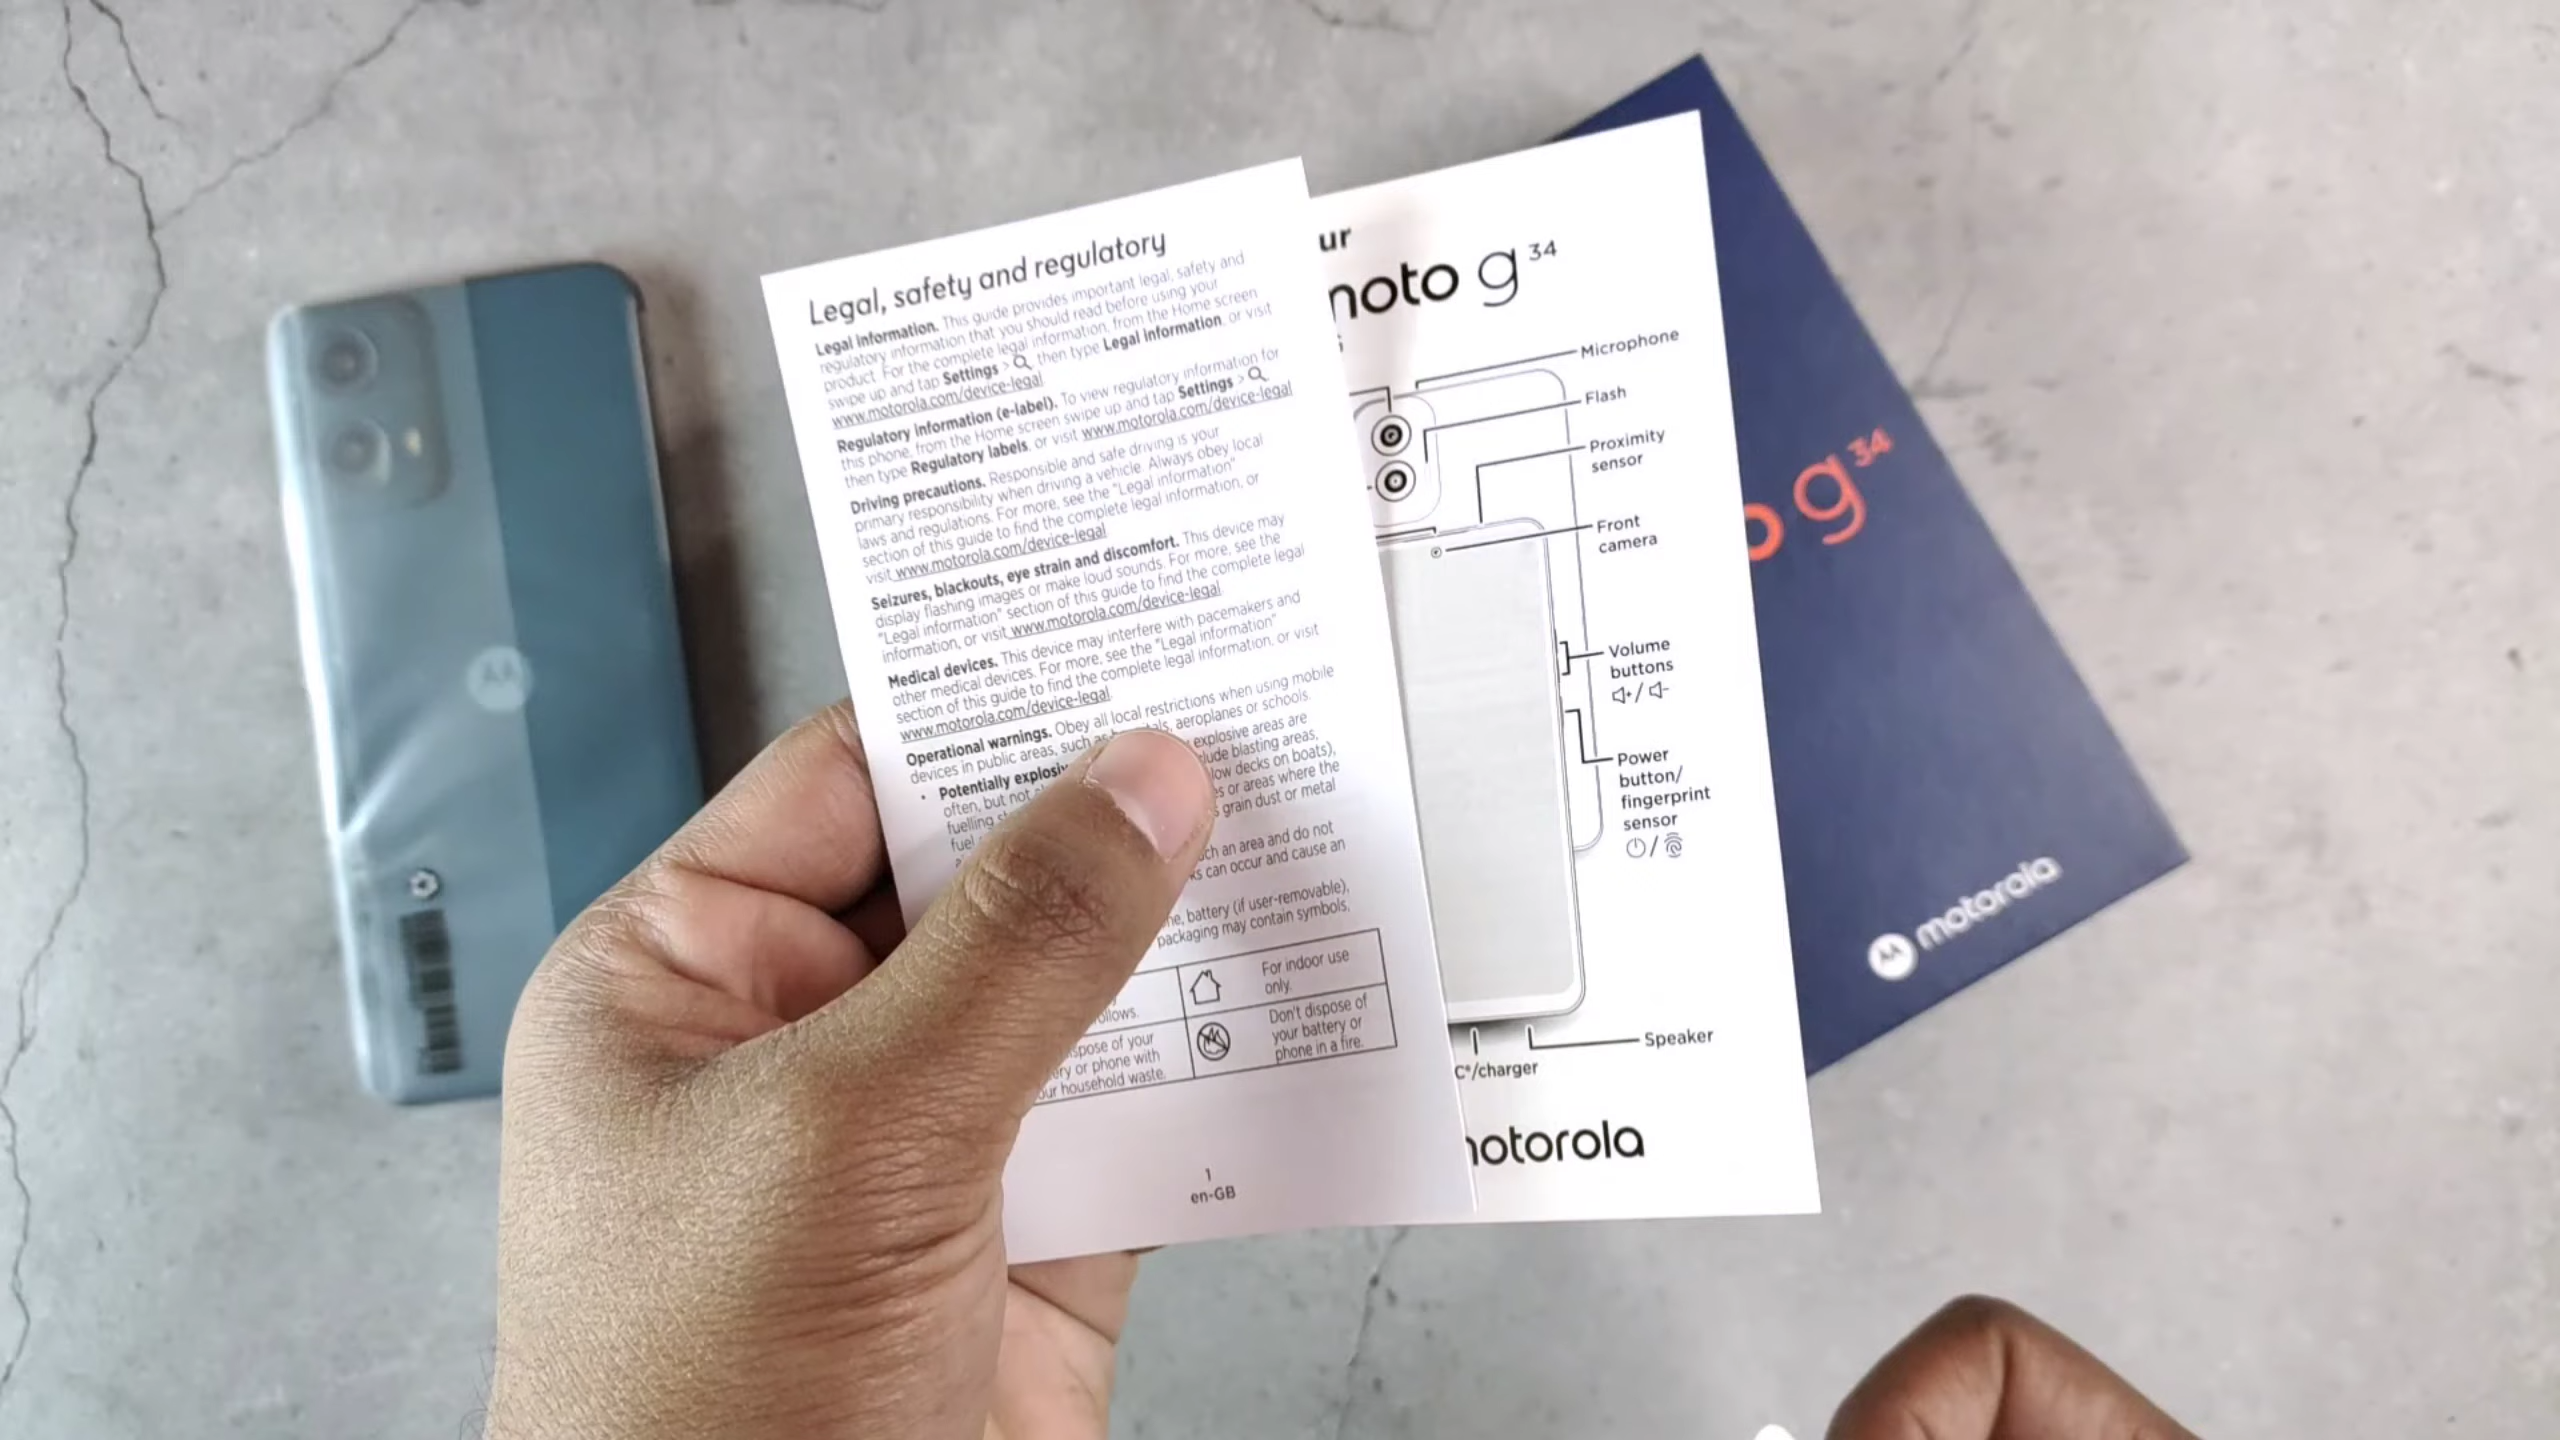 Legal, safety and regulatory
Legal information. This guide provides important legal, safety and
regulatory information that you should read before using your
product. For the complete legal information, from the Home screen
swipe up and tap Settings > , then type Legal information, or visit
www.motorola.com/device-legal.
Regulatory information (e-label). To view regulatory information for
this phone, from the Home screen swipe up and tap Settings >
then type Regulatory labels, or visit www.motorola.com/device-legal
Driving precautions. Responsible and safe driving is your
primary responsibility when driving a vehicle. Always obey local
laws and regulations. For more, see the "Legal information"
section of this guide to find the complete legal information, or
visit www.motorola.com/device-legal
Seizures, blackouts, eye strain and discomfort. This device may
display flashing images or make loud sounds. For more, see the
"Legal information" section of this guide to find the complete legal
information, or visit www.motorola.com/device-legal.
Medical devices. This device may interfere with pacemakers and
other medical devices. For more, see the "Legal information"
section of this guide to find the complete legal information, or visit
www.motorola.com/device-legal.
Operational warnings. Obey all local restrictions when using mobile
devices in public areas, such as aeroplanes or schools.
• Potentially explosive areas are
often, but not blasting areas,
fuelling low decks on boats),
fuel or areas where the
grain dust or metal
such an area and do not
can occur and cause an
battery (if user-removable),
packaging may contain symbols,
follows.
For indoor use
only.
dispose of your
or phone with
your household waste.
Don't dispose of
your battery or
phone in a fire.
1
en-GB
ur
moto g34
Microphone
Flash
Proximity
sensor
Front
camera
Volume
buttons
Power
button/
fingerprint
sensor
C®/charger
Speaker
motorola
o g34
motorola